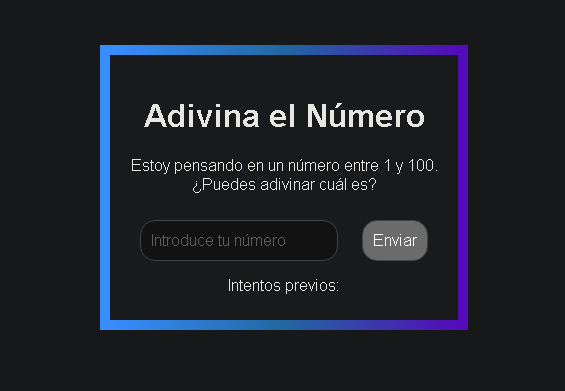 Adivina el Número
Estoy pensando en un número entre 1 y 100.
¿Puedes adivinar cuál es?
Introduce tu número
Enviar
Intentos previos: